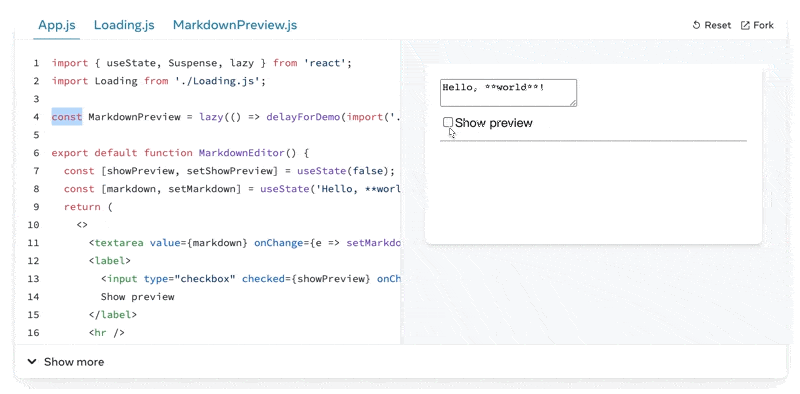 App.js Loading.js MarkdownPreview.js Reset Fork
1 import { useState, Suspense, lazy } from 'react';
2 import Loading from './Loading.js';
3
4 const MarkdownPreview = lazy(() => delayForDemo(import('.
5
6 export default function MarkdownEditor() {
7 const [showPreview, setShowPreview] = useState(false);
8 const [markdown, setMarkdown] = useState('Hello, **worl
9 return (
10 <>
11 <textarea value={markdown} onChange={e => setMarkdo
12 <label>
13 <input type="checkbox" checked={showPreview} onCh
14 Show preview
15 </label>
16 <hr />
Show more
Hello, **world**!
Show preview